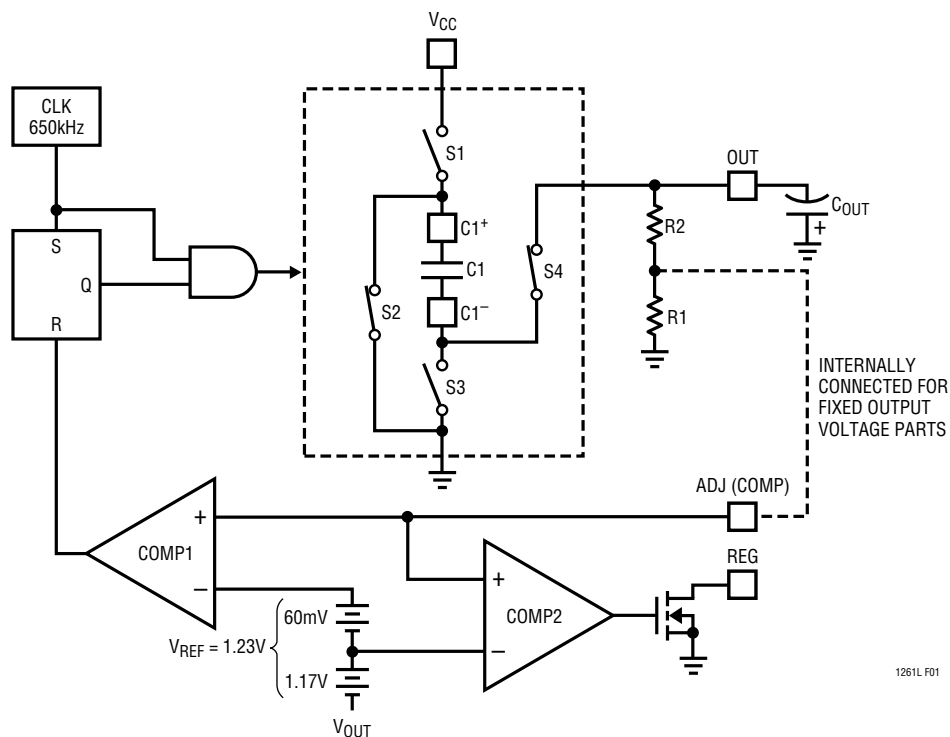 VCC
CLK
650kHz
S1
OUT
COUT
+
S
Q
R
C1+
C1
C1–
S2
S4
R2
R1
S3
INTERNALLY
CONNECTED FOR
FIXED OUTPUT
VOLTAGE PARTS
ADJ (COMP)
REG
+
COMP1
–
60mV
VREF = 1.23V
1.17V
VOUT
+
COMP2
–
1261L F01